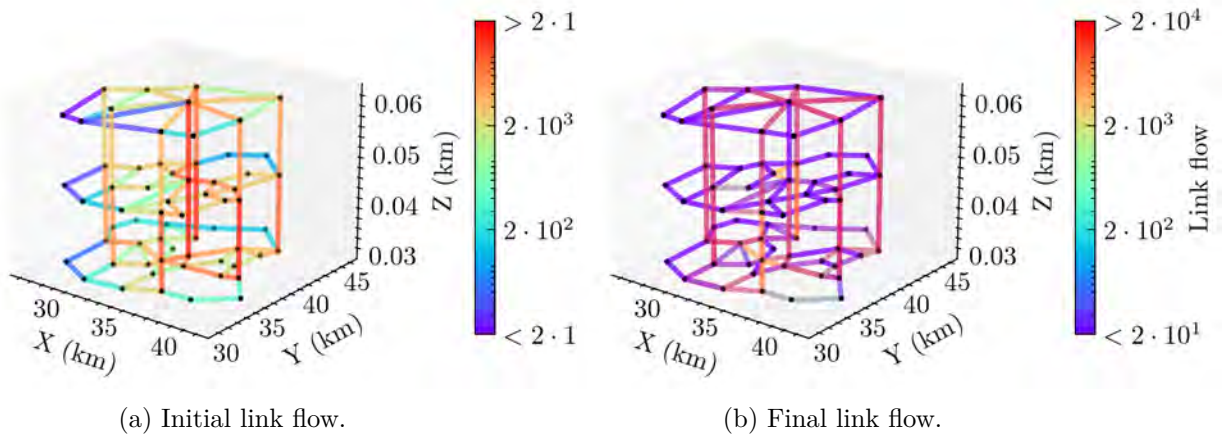 > 2 · 1
2 · 10³
2 · 10²
< 2 · 1
0.06
0.05
0.04
0.03
Z (km)
30
35
40
X (km)
30
35
40
45
Y (km)
(a) Initial link flow.
> 2 · 10⁴
2 · 10³
2 · 10²
< 2 · 10¹
Link flow
0.06
0.05
0.04
0.03
Z (km)
30
35
40
X (km)
30
35
40
45
Y (km)
(b) Final link flow.